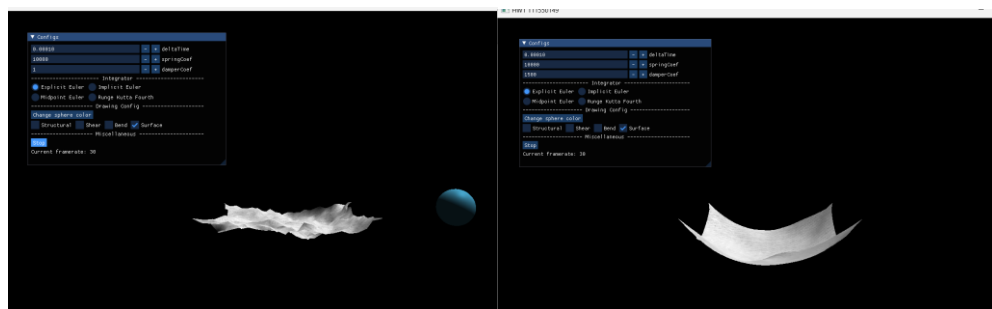 ▼ Configs
0.00010 - + deltaTime
10000 - + springCoef
1 - + damperCoef
---------------------- Integrator ----------------------
Explicit Euler Implicit Euler
Midpoint Euler Runge Kutta Fourth
-------------------- Drawing Config --------------------
Change sphere color
Structural Shear Bend Surface
-------------------- Miscellaneous ---------------------
Stop
Current framerate: 30
▼ Configs
0.00010 - + deltaTime
10000 - + springCoef
1500 - + damperCoef
---------------------- Integrator ----------------------
Explicit Euler Implicit Euler
Midpoint Euler Runge Kutta Fourth
-------------------- Drawing Config --------------------
Change sphere color
Structural Shear Bend Surface
-------------------- Miscellaneous ---------------------
Stop
Current framerate: 30